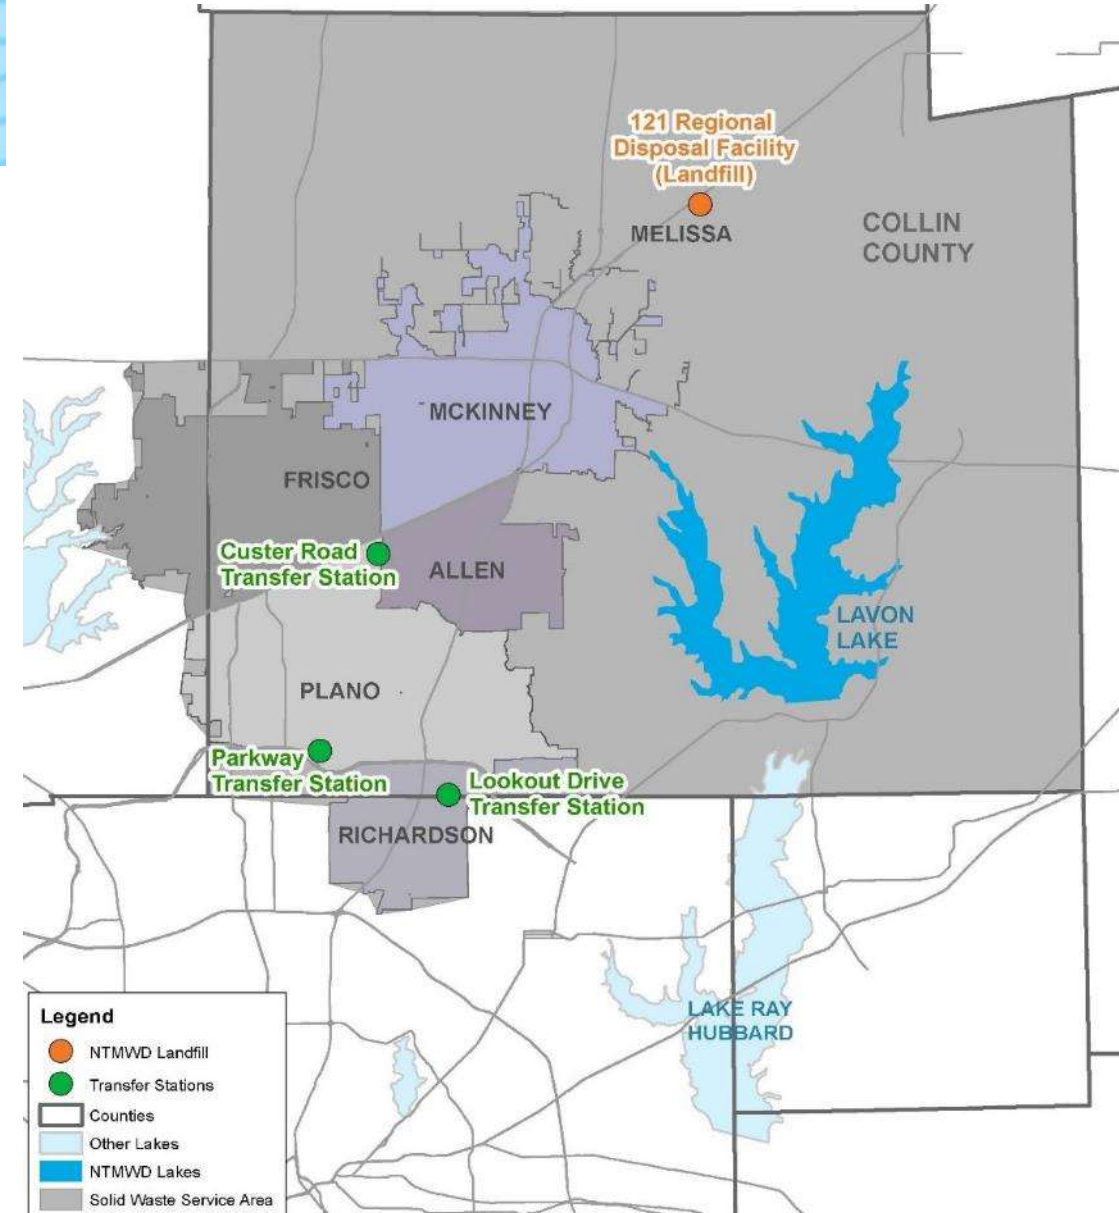 121 Regional
Disposal Facility
(Landfill)
MELISSA
COLLIN
COUNTY
MCKINNEY
FRISCO
Custer Road
Transfer Station
ALLEN
LAVON
LAKE
PLANO
Parkway
Transfer Station
Lookout Drive
Transfer Station
RICHARDSON
LAKE RAY
HUBBARD
Legend
NTMWD Landfill
Transfer Stations
Counties
Other Lakes
NTMWD Lakes
Solid Waste Service Area